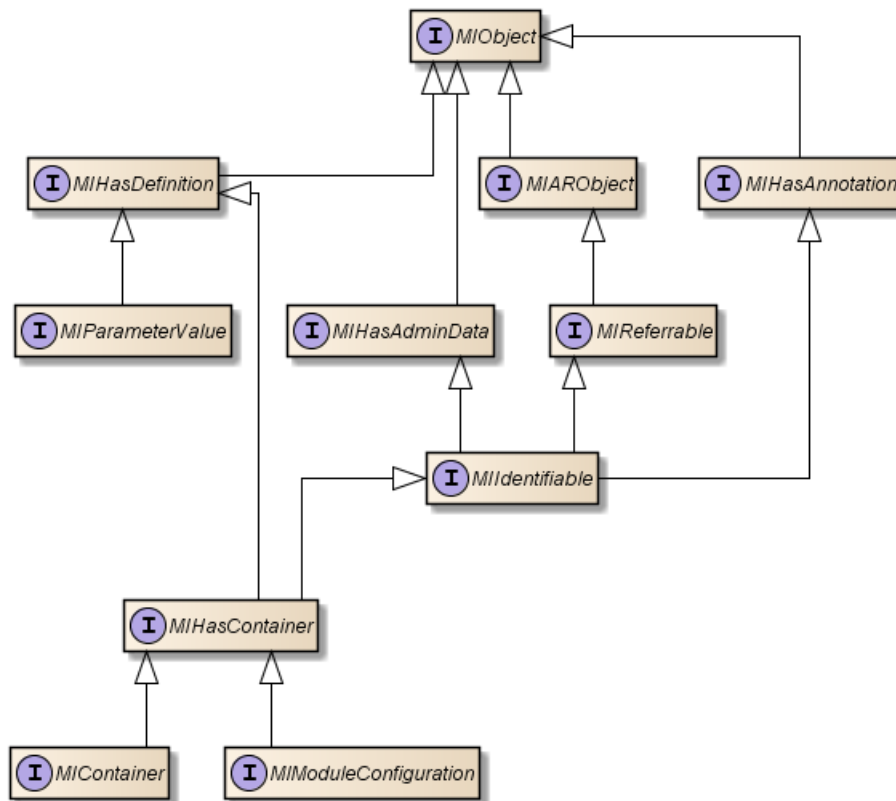 I MIObject
I MIHasDefinition
I MIARObject
I MIHasAnnotation
I MIParameterValue
I MIHasAdminData
I MIReferrable
I MIIdentifiable
I MIHasContainer
I MIContainer
I MIModuleConfiguration